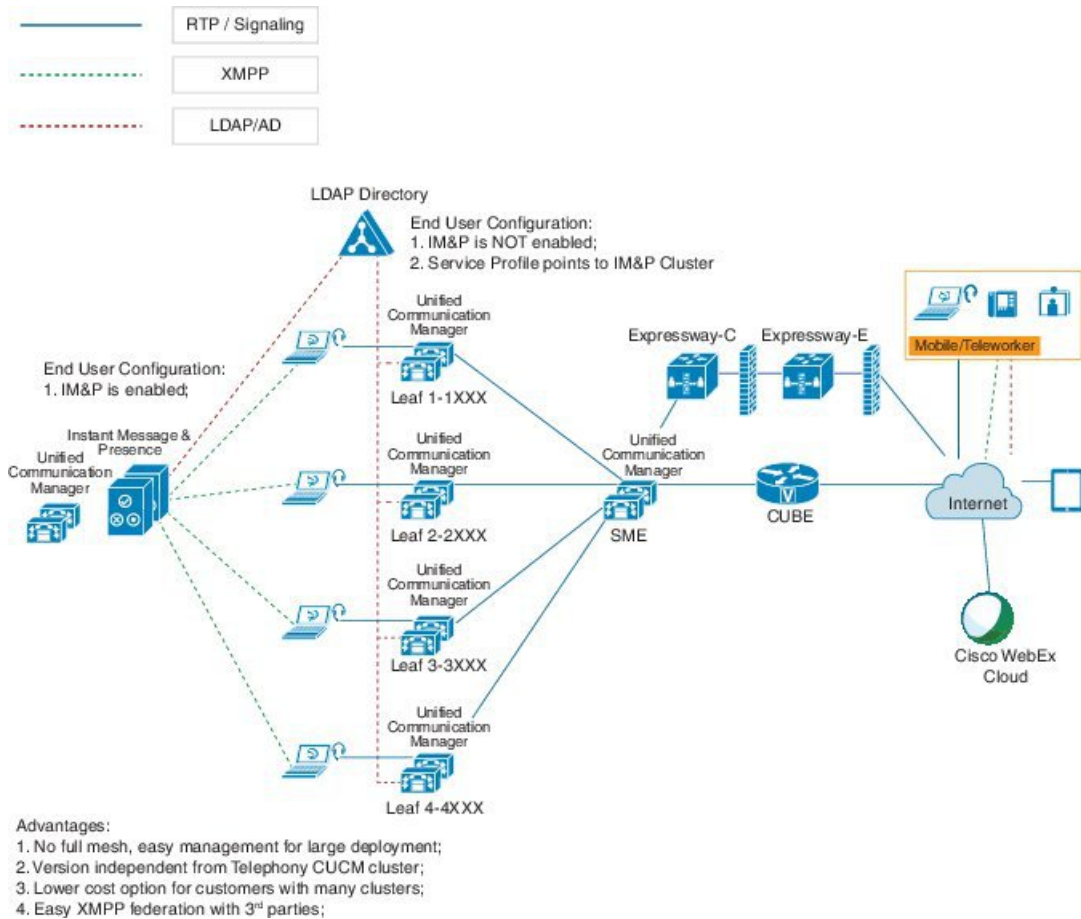 RTP / Signaling
XMPP
LDAP/AD
LDAP Directory
End User Configuration:
1. IM&P is NOT enabled;
2. Service Profile points to IM&P Cluster
Unified
Communication
Manager
Leaf 1-1XXX
Expressway-C
Expressway-E
Mobile/Teleworker
End User Configuration:
1. IM&P is enabled;
Instant Message &
Presence
Unified
Communication
Manager
Unified
Communication
Manager
Leaf 2-2XXX
Unified
Communication
Manager
SME
CUBE
Internet
Unified
Communication
Manager
Leaf 3-3XXX
Cisco WebEx
Cloud
Unified
Communication
Manager
Leaf 4-4XXX
Advantages:
1. No full mesh, easy management for large deployment;
2. Version independent from Telephony CUCM cluster;
3. Lower cost option for customers with many clusters;
4. Easy XMPP federation with 3rd parties;